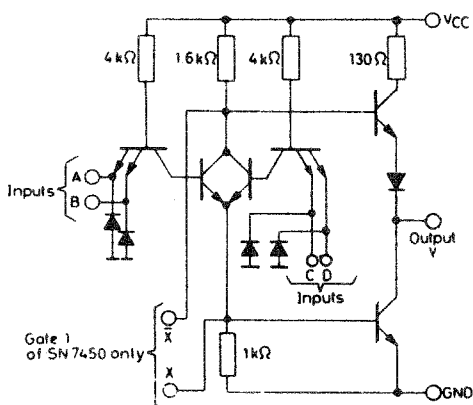 VCC
4kΩ
1.6kΩ
4kΩ
130Ω
Inputs
A
B
Output
Y
C D
Inputs
X̅
Gate 1
of SN7450 only
X
1kΩ
GND